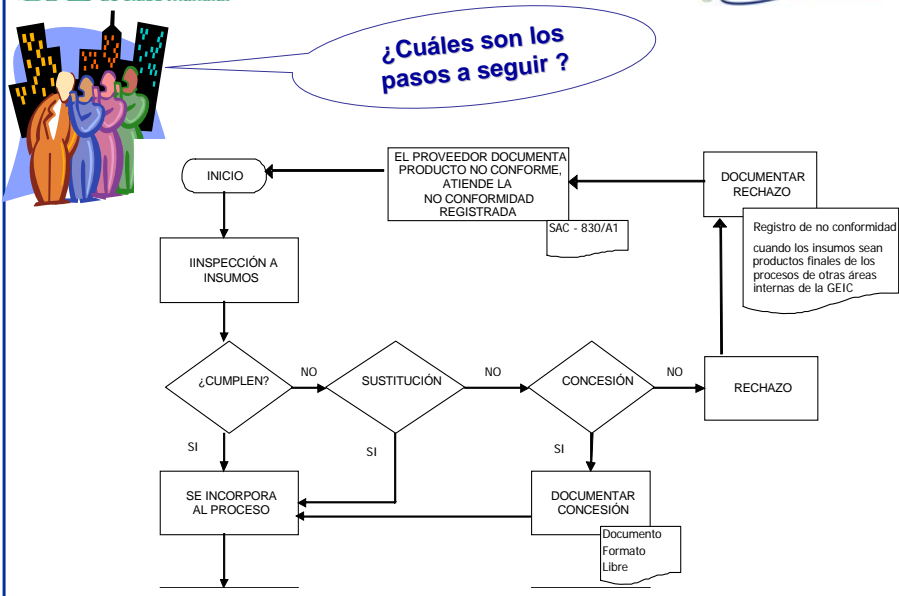 ¿Cuáles son los
pasos a seguir ?
INICIO
EL PROVEEDOR DOCUMENTA
PRODUCTO NO CONFORME,
ATIENDE LA
NO CONFORMIDAD
REGISTRADA
SAC - 830/A1
DOCUMENTAR
RECHAZO
Registro de no conformidad
cuando los insumos sean
productos finales de los
procesos de otras áreas
internas de la GEIC
IINSPECCIÓN A
INSUMOS
¿CUMPLEN?
NO
SUSTITUCIÓN
NO
CONCESIÓN
NO
RECHAZO
SI
SI
SI
SE INCORPORA
AL PROCESO
DOCUMENTAR
CONCESIÓN
Documento
Formato
Libre